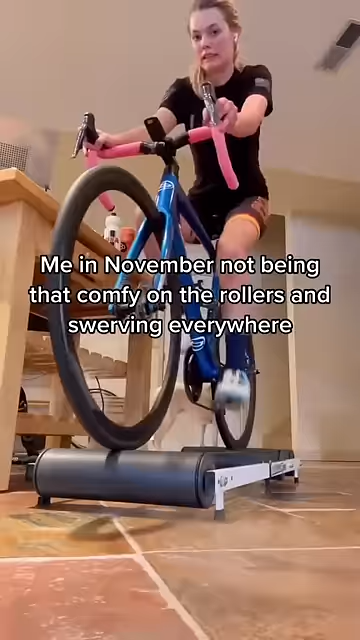 Me in November not being
that comfy on the rollers and
swerving everywhere